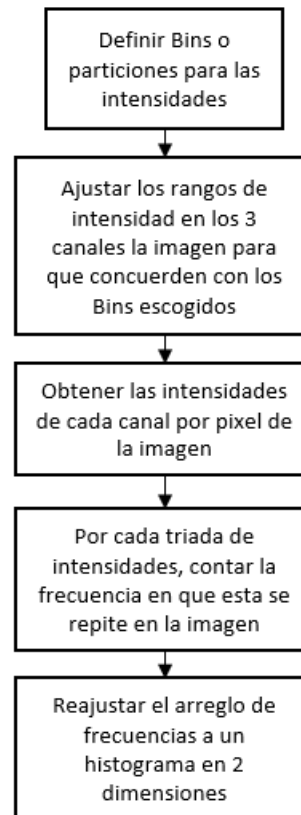 Definir Bins o
particiones para las
intensidades
Ajustar los rangos de
intensidad en los 3
canales la imagen para
que concuerden con los
Bins escogidos
Obtener las intensidades
de cada canal por pixel de
la imagen
Por cada triada de
intensidades, contar la
frecuencia en que esta se
repite en la imagen
Reajustar el arreglo de
frecuencias a un
histograma en 2
dimensiones